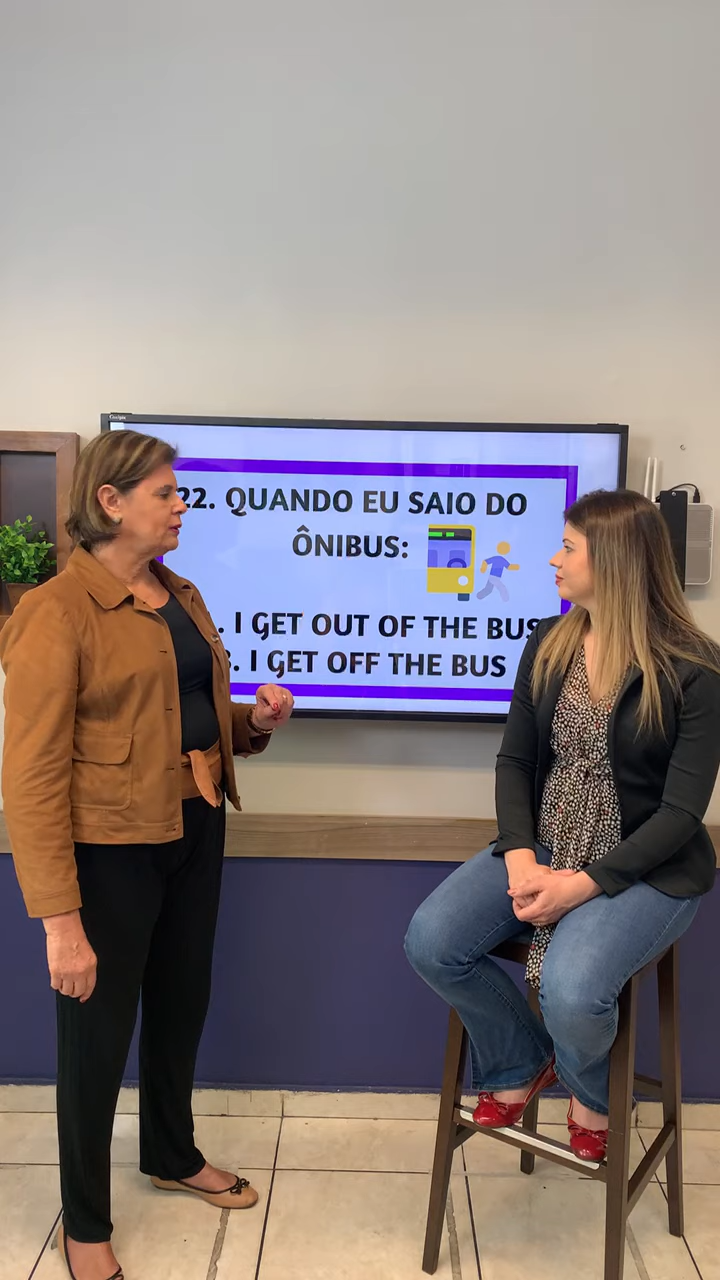 22. QUANDO EU SAIO DO
ÔNIBUS:
. I GET OUT OF THE BUS
B. I GET OFF THE BUS